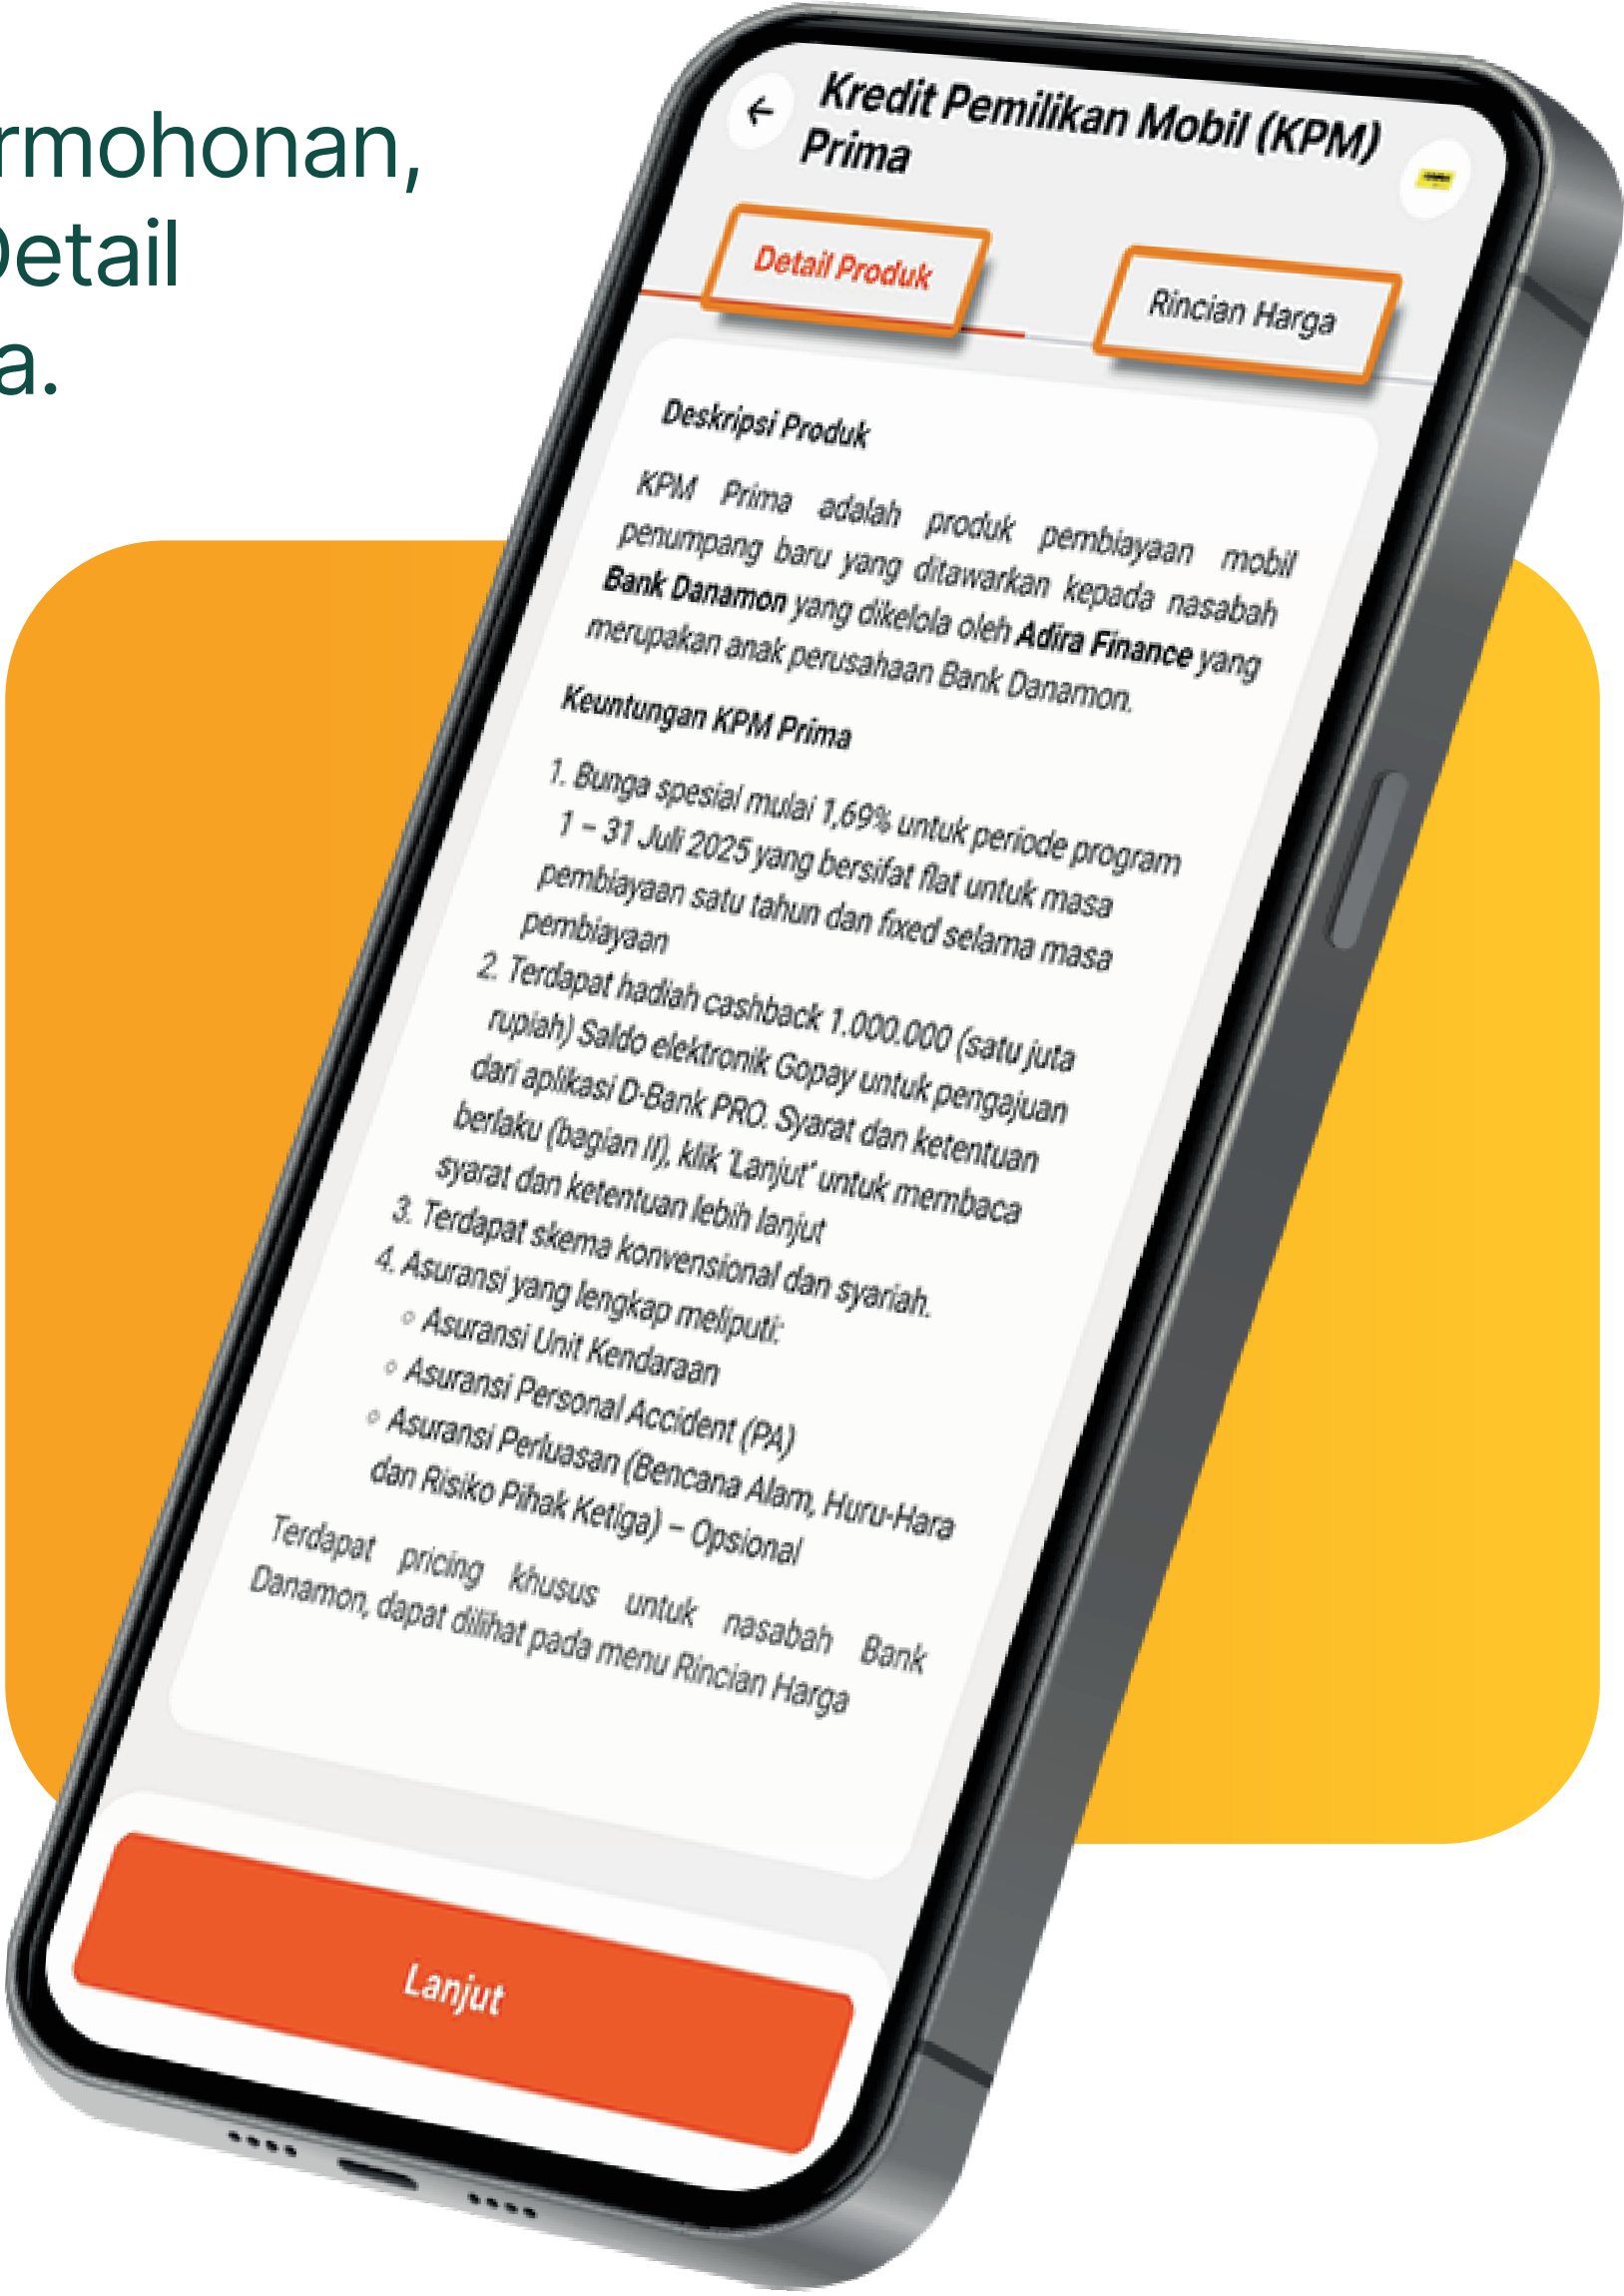 rmohonan,
Detail
a.
Kredit Pemilikan Mobil (KPM)
Prima
Detail Produk
Rincian Harga
Deskripsi Produk
KPM Prima adalah produk pembiayaan mobil
penumpang baru yang ditawarkan kepada nasabah
Bank Danamon yang dikelola oleh Adira Finance yang
merupakan anak perusahaan Bank Danamon.
Keuntungan KPM Prima
1. Bunga spesial mulai 1,69% untuk periode program
1 – 31 Juli 2025 yang bersifat flat untuk masa
pembiayaan satu tahun dan fixed selama masa
pembiayaan
2. Terdapat hadiah cashback 1.000.000 (satu juta
rupiah) Saldo elektronik Gopay untuk pengajuan
dari aplikasi D-Bank PRO. Syarat dan ketentuan
berlaku (bagian II), klik "Lanjut" untuk membaca
syarat dan ketentuan lebih lanjut
3. Terdapat skema konvensional dan syariah.
4. Asuransi yang lengkap meliputi:
○ Asuransi Unit Kendaraan
○ Asuransi Personal Accident (PA)
○ Asuransi Perluasan (Bencana Alam, Huru-Hara
dan Risiko Pihak Ketiga) – Opsional
Terdapat pricing khusus untuk nasabah Bank
Danamon, dapat dilihat pada menu Rincian Harga
Lanjut